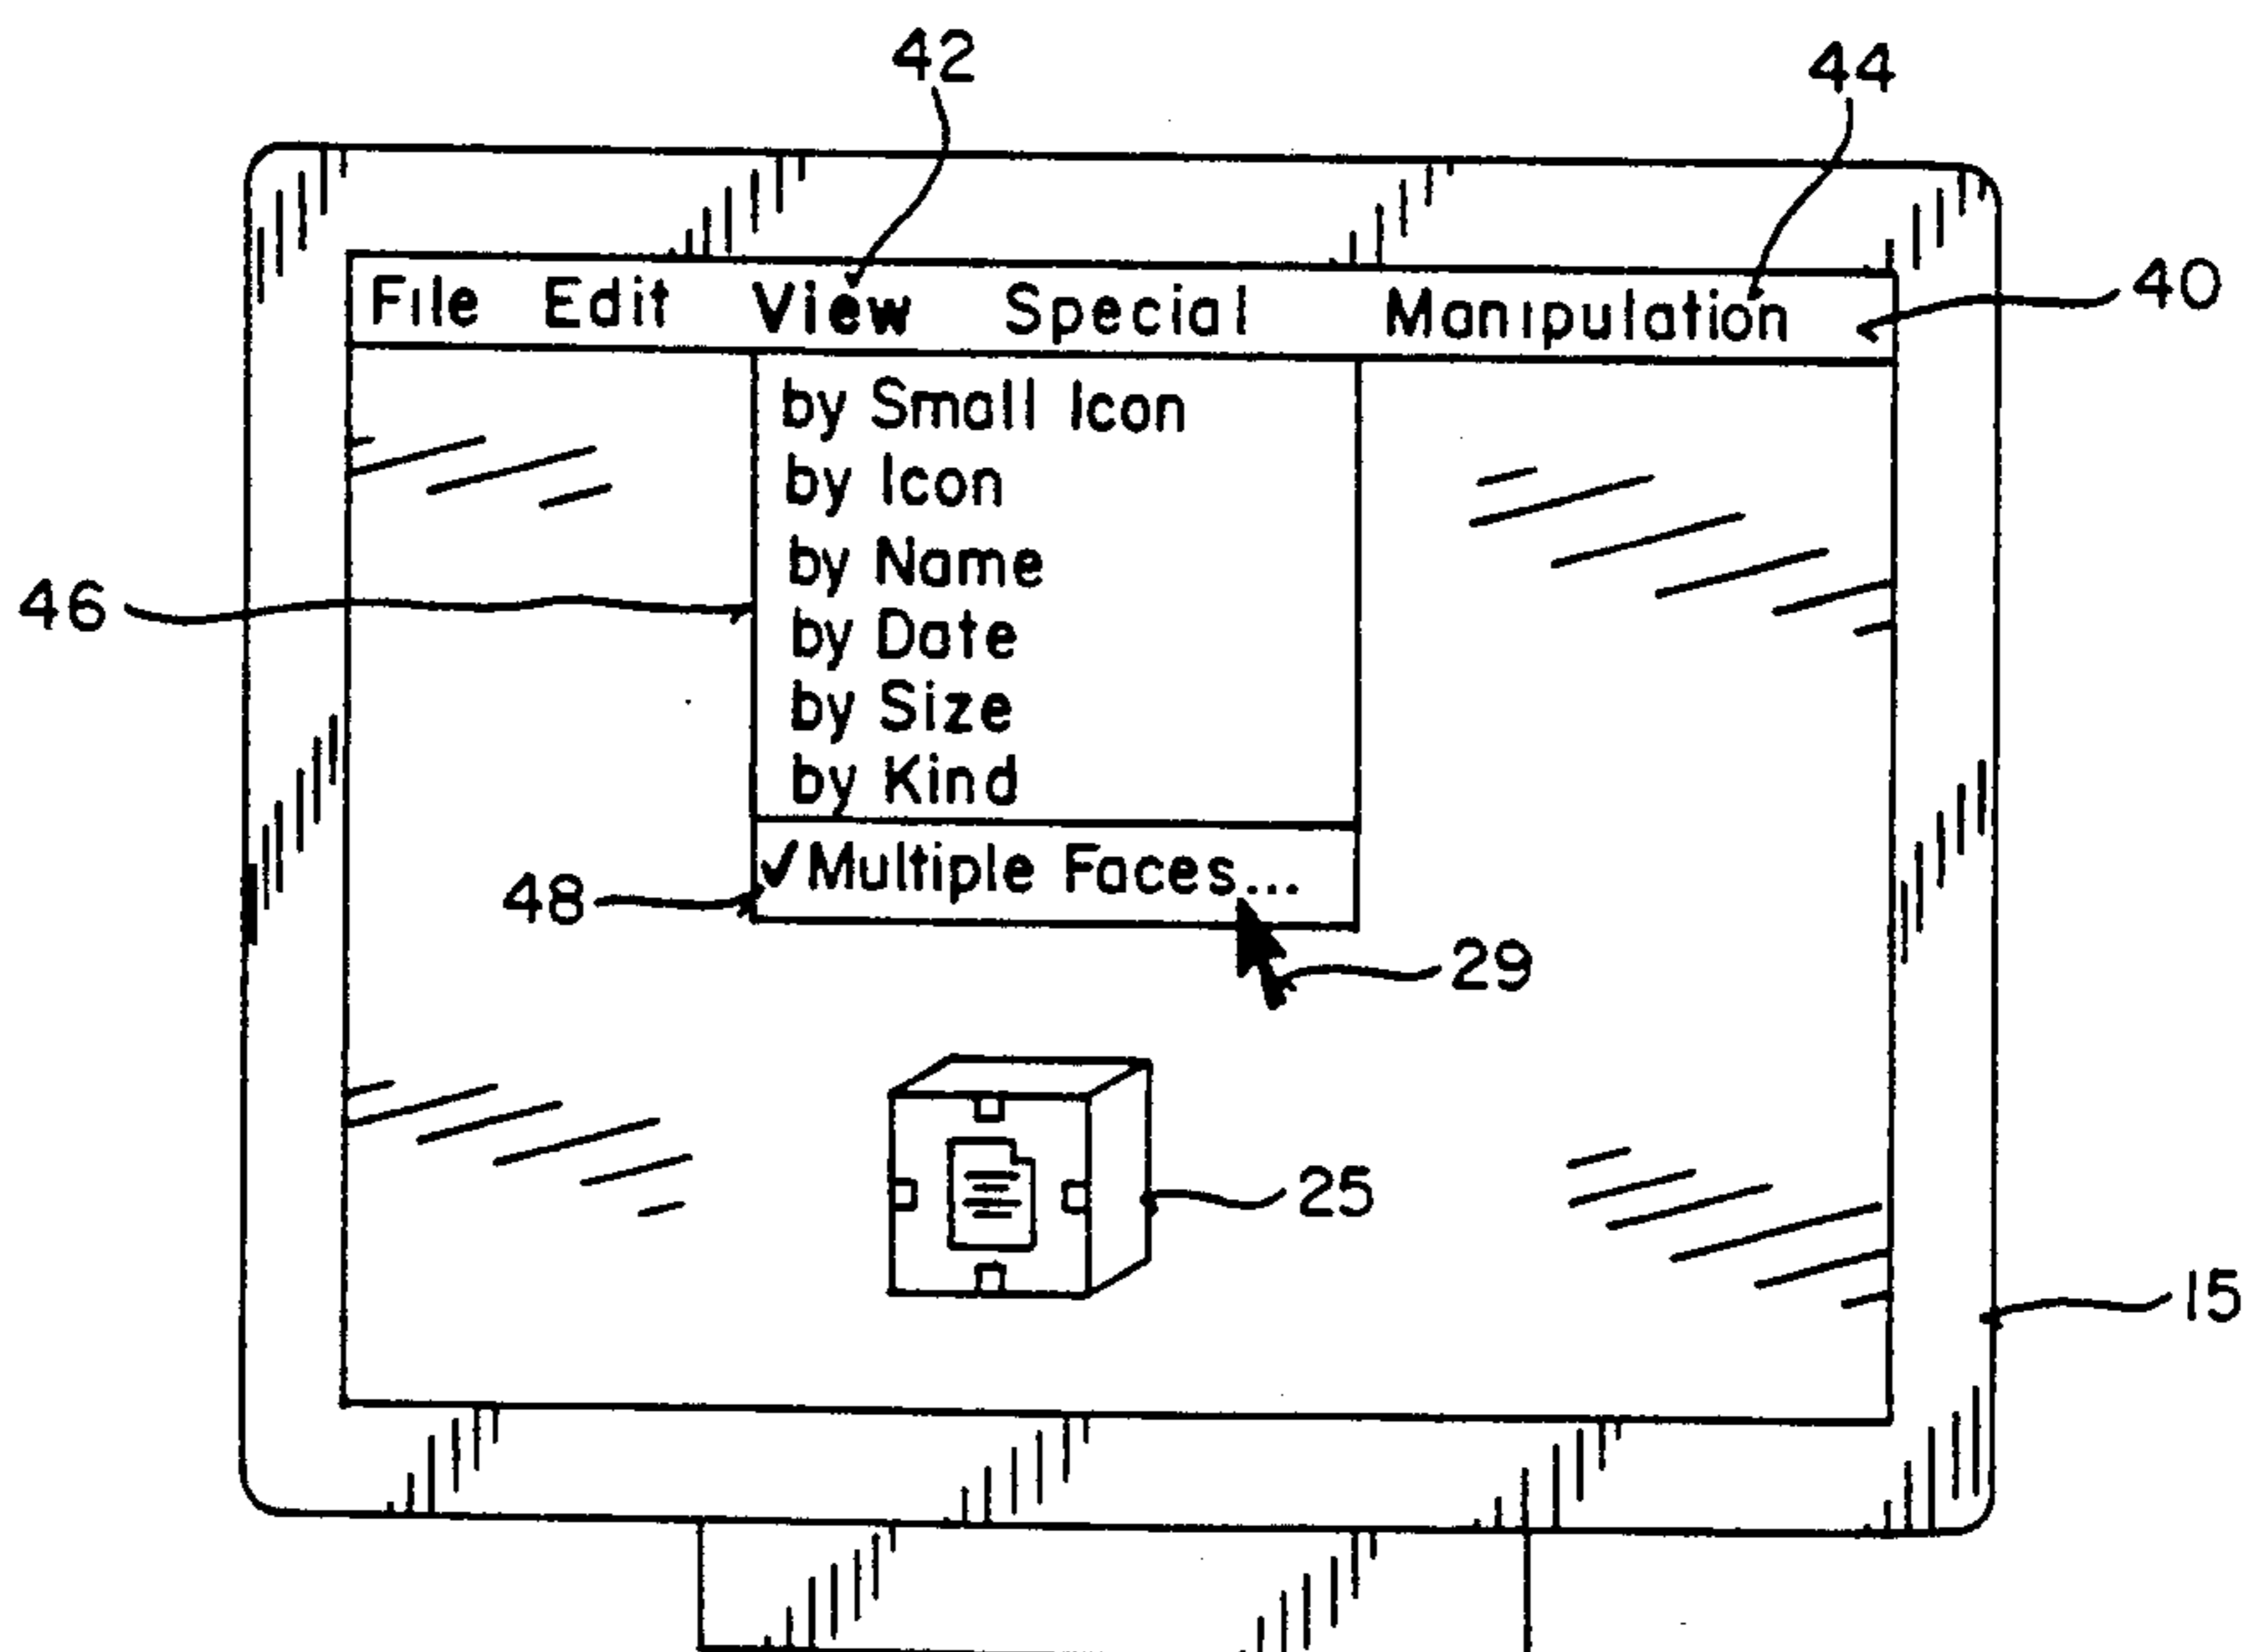 42
44
File Edit View Special Manipulation
40
by Small Icon
by Icon
by Name
46
by Date
by Size
by Kind
✓Multiple Faces...
48
29
25
15